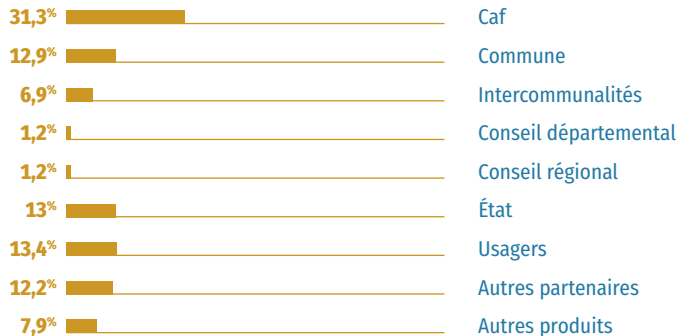 31,3% Caf
12,9% Commune
6,9% Intercommunalités
1,2% Conseil départemental
1,2% Conseil régional
13% État
13,4% Usagers
12,2% Autres partenaires
7,9% Autres produits